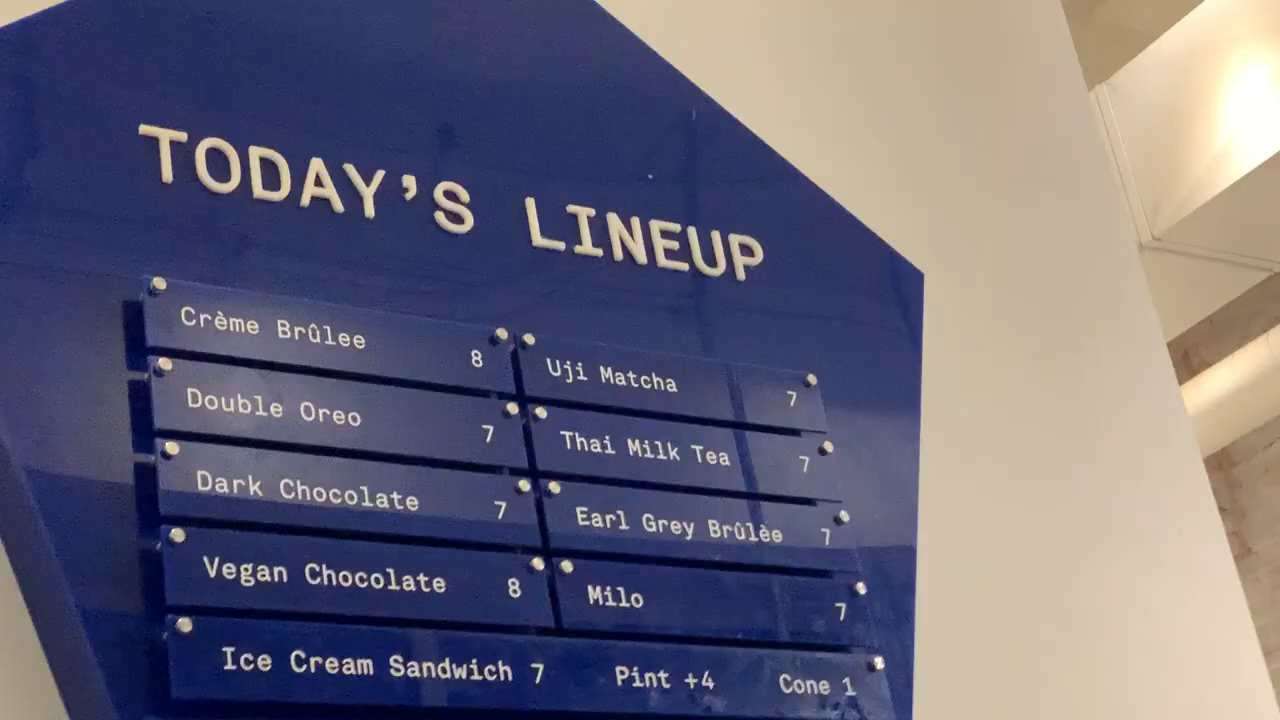 TODAY'S LINEUP
Crème Brûlee 8
Uji Matcha 7
Double Oreo 7
Thai Milk Tea 7
Dark Chocolate 7
Earl Grey Brûlèe 7
Vegan Chocolate 8
Milo 7
Ice Cream Sandwich 7 Pint +4 Cone 1